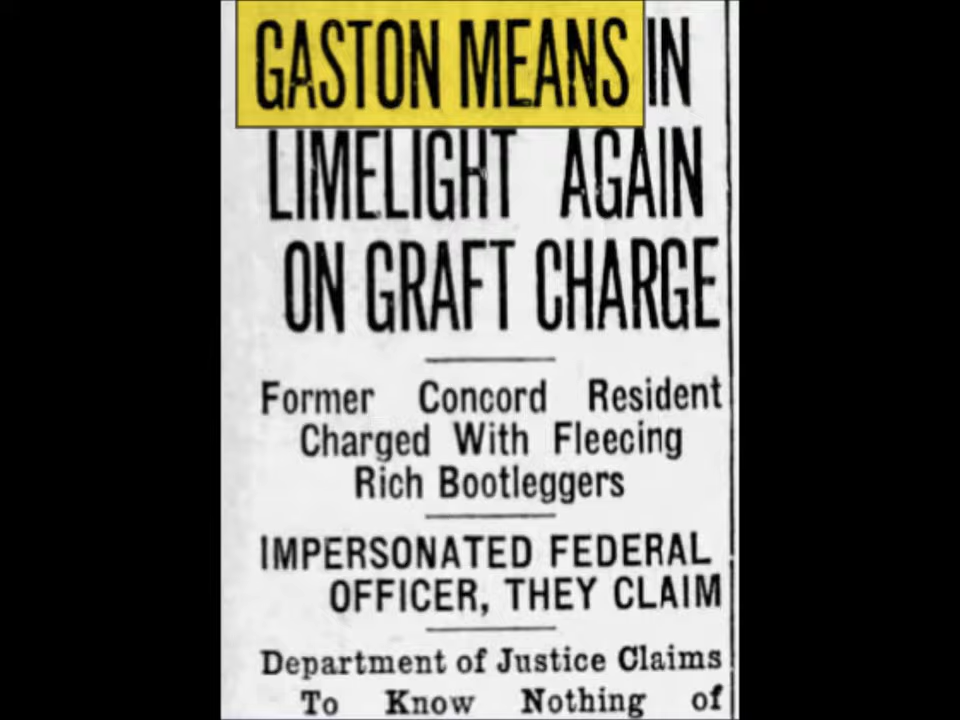 GASTON MEANS IN
LIMELIGHT AGAIN
ON GRAFT CHARGE
Former Concord Resident
Charged With Fleecing
Rich Bootleggers
IMPERSONATED FEDERAL
OFFICER, THEY CLAIM
Department of Justice Claims
To Know Nothing of